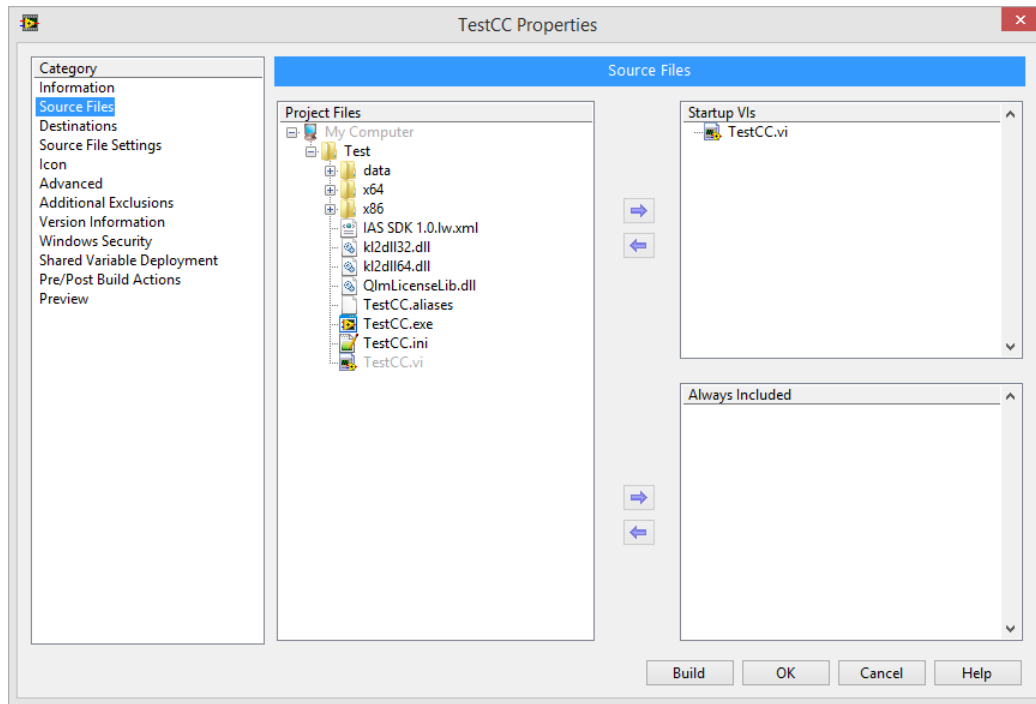 TestCC Properties
Category
Information
Source Files
Destinations
Source File Settings
Icon
Advanced
Additional Exclusions
Version Information
Windows Security
Shared Variable Deployment
Pre/Post Build Actions
Preview
Source Files
Project Files
My Computer
Test
data
x64
x86
IAS SDK 1.0.lw.xml
kl2dll32.dll
kl2dll64.dll
QlmLicenseLib.dll
TestCC.aliases
TestCC.exe
TestCC.ini
TestCC.vi
Startup VIs
TestCC.vi
Always Included
Build
OK
Cancel
Help